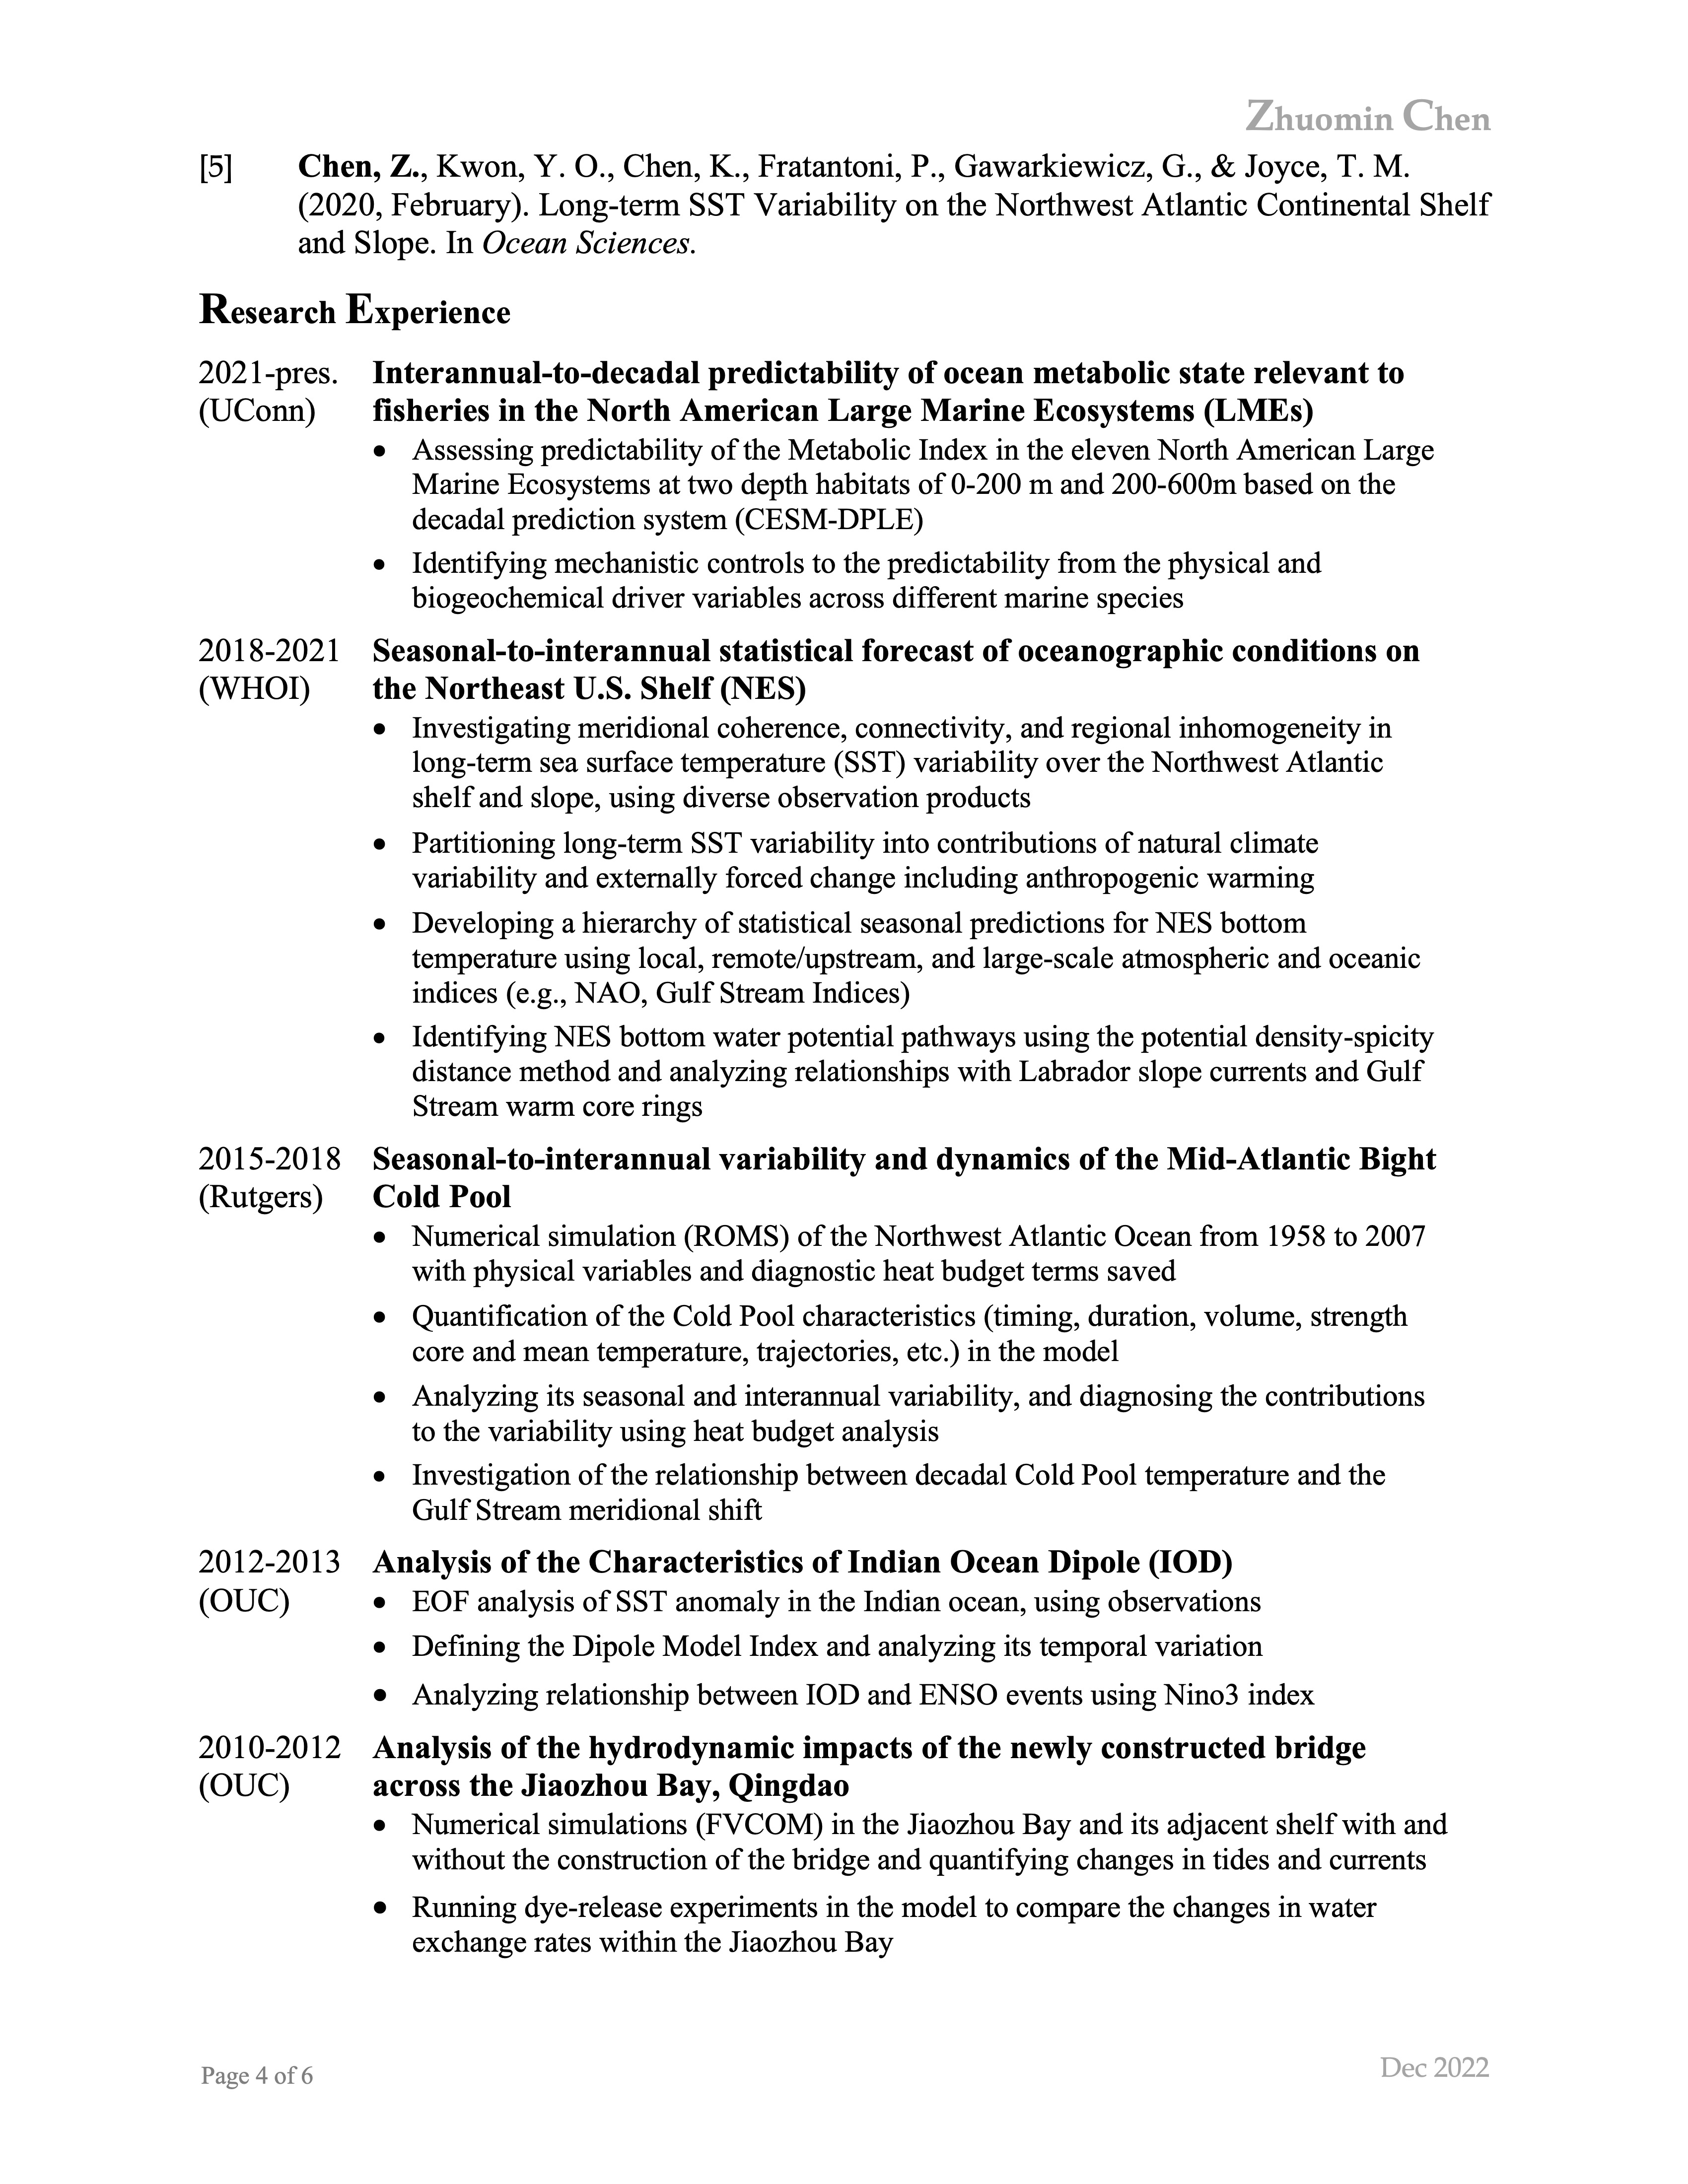 Zhuomin Chen
[5] Chen, Z., Kwon, Y. O., Chen, K., Fratantoni, P., Gawarkiewicz, G., & Joyce, T. M.
(2020, February). Long-term SST Variability on the Northwest Atlantic Continental Shelf
and Slope. In Ocean Sciences.
Research Experience
2021-pres. Interannual-to-decadal predictability of ocean metabolic state relevant to
(UConn) fisheries in the North American Large Marine Ecosystems (LMEs)
• Assessing predictability of the Metabolic Index in the eleven North American Large
Marine Ecosystems at two depth habitats of 0-200 m and 200-600m based on the
decadal prediction system (CESM-DPLE)
• Identifying mechanistic controls to the predictability from the physical and
biogeochemical driver variables across different marine species
2018-2021 Seasonal-to-interannual statistical forecast of oceanographic conditions on
(WHOI) the Northeast U.S. Shelf (NES)
• Investigating meridional coherence, connectivity, and regional inhomogeneity in
long-term sea surface temperature (SST) variability over the Northwest Atlantic
shelf and slope, using diverse observation products
• Partitioning long-term SST variability into contributions of natural climate
variability and externally forced change including anthropogenic warming
• Developing a hierarchy of statistical seasonal predictions for NES bottom
temperature using local, remote/upstream, and large-scale atmospheric and oceanic
indices (e.g., NAO, Gulf Stream Indices)
• Identifying NES bottom water potential pathways using the potential density-spicity
distance method and analyzing relationships with Labrador slope currents and Gulf
Stream warm core rings
2015-2018 Seasonal-to-interannual variability and dynamics of the Mid-Atlantic Bight
(Rutgers) Cold Pool
• Numerical simulation (ROMS) of the Northwest Atlantic Ocean from 1958 to 2007
with physical variables and diagnostic heat budget terms saved
• Quantification of the Cold Pool characteristics (timing, duration, volume, strength
core and mean temperature, trajectories, etc.) in the model
• Analyzing its seasonal and interannual variability, and diagnosing the contributions
to the variability using heat budget analysis
• Investigation of the relationship between decadal Cold Pool temperature and the
Gulf Stream meridional shift
2012-2013 Analysis of the Characteristics of Indian Ocean Dipole (IOD)
(OUC) • EOF analysis of SST anomaly in the Indian ocean, using observations
• Defining the Dipole Model Index and analyzing its temporal variation
• Analyzing relationship between IOD and ENSO events using Nino3 index
2010-2012 Analysis of the hydrodynamic impacts of the newly constructed bridge
(OUC) across the Jiaozhou Bay, Qingdao
• Numerical simulations (FVCOM) in the Jiaozhou Bay and its adjacent shelf with and
without the construction of the bridge and quantifying changes in tides and currents
• Running dye-release experiments in the model to compare the changes in water
exchange rates within the Jiaozhou Bay
Page 4 of 6 Dec 2022